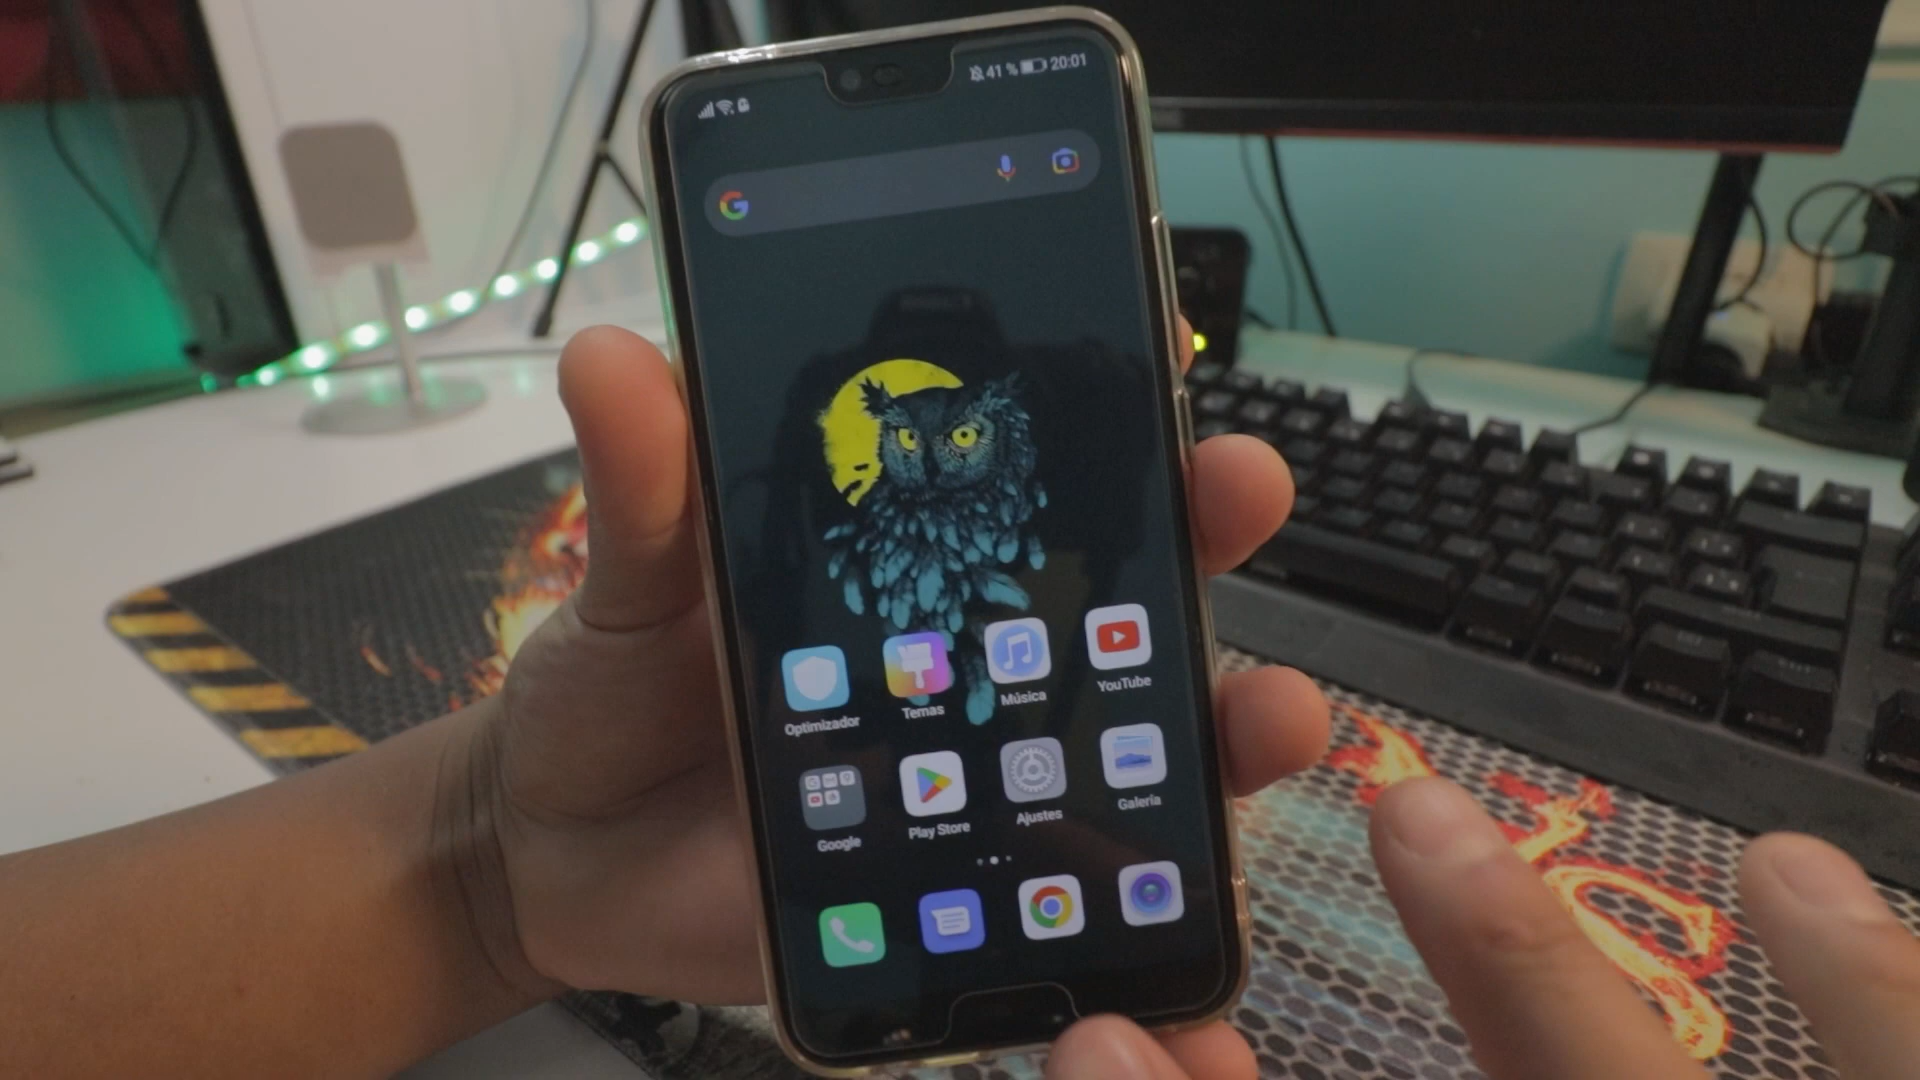 41 % 20:01
G
Optimizador
Temas
Música
YouTube
Google
Play Store
Ajustes
Galería